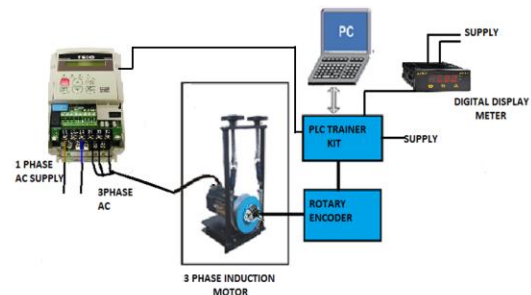 PC
SUPPLY
DIGITAL DISPLAY
METER
PLC TRAINER
KIT
SUPPLY
1 PHASE
AC SUPPLY
3PHASE
AC
ROTARY
ENCODER
3 PHASE INDUCTION
MOTOR